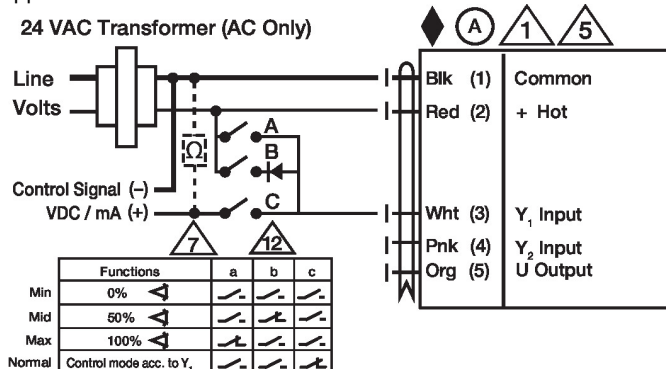 24 VAC Transformer (AC Only)
A 1 5
Line
Volts
Blk (1) Common
Red (2) + Hot
A
Ω
B
Control Signal (–)
VDC / mA (+)
C
Wht (3) Y1 Input
Pnk (4) Y2 Input
Org (5) U Output
7 12
Functions a b c
Min 0%
Mid 50%
Max 100%
Normal Control mode acc. to Y1